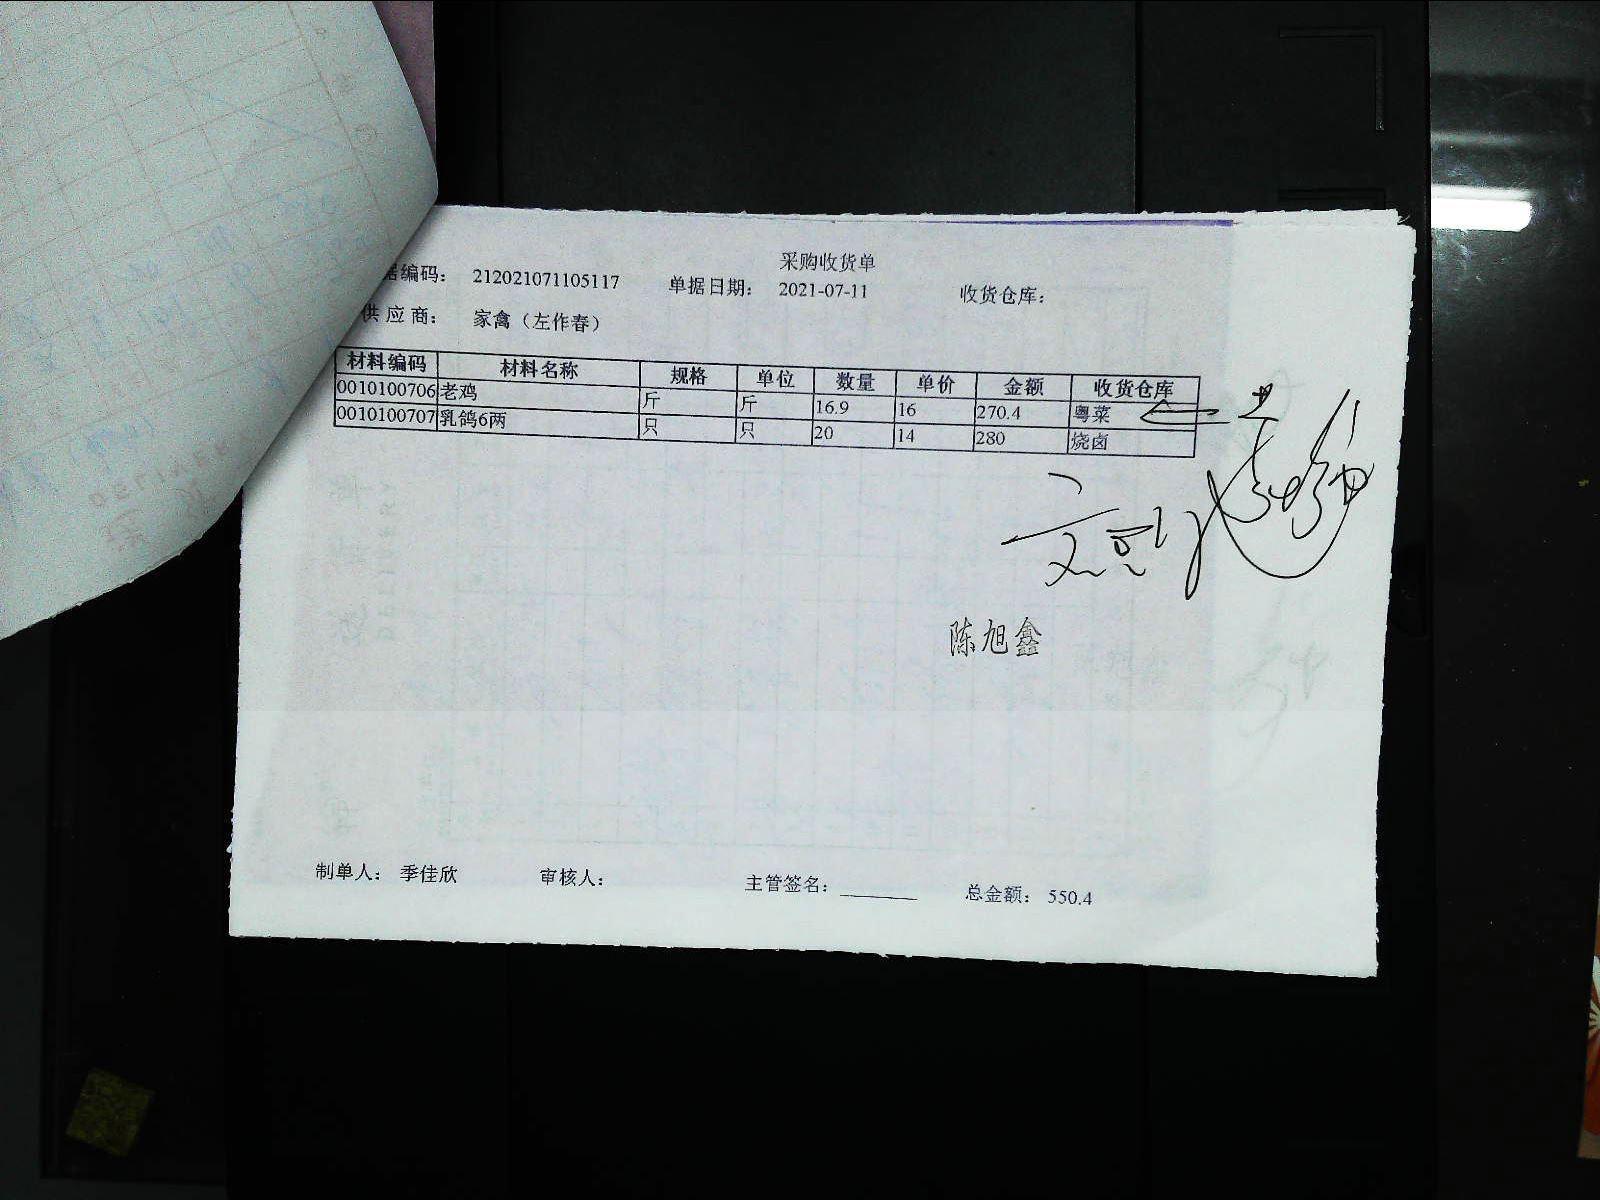 采购收货单
据编码： 212021071105117 单据日期： 2021-07-11 收货仓库：
供 应 商： 家禽（左作春）
材料编码 材料名称 规格 单位 数量 单价 金额 收货仓库
0010100706 老鸡 斤 斤 16.9 16 270.4 粤菜
0010100707 乳鸽6两 只 只 20 14 280 烧卤
陈旭鑫
制单人： 季佳欣 审核人： 主管签名： 总金额： 550.4